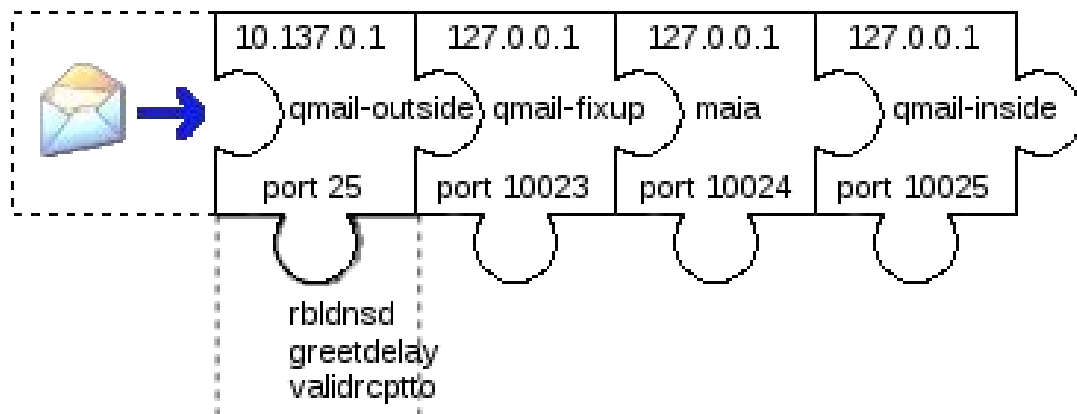 10.137.0.1 127.0.0.1 127.0.0.1 127.0.0.1
qmail-outside qmail-fixup maia qmail-inside
port 25 port 10023 port 10024 port 10025
rbldnsd
greetdelay
validrcptto